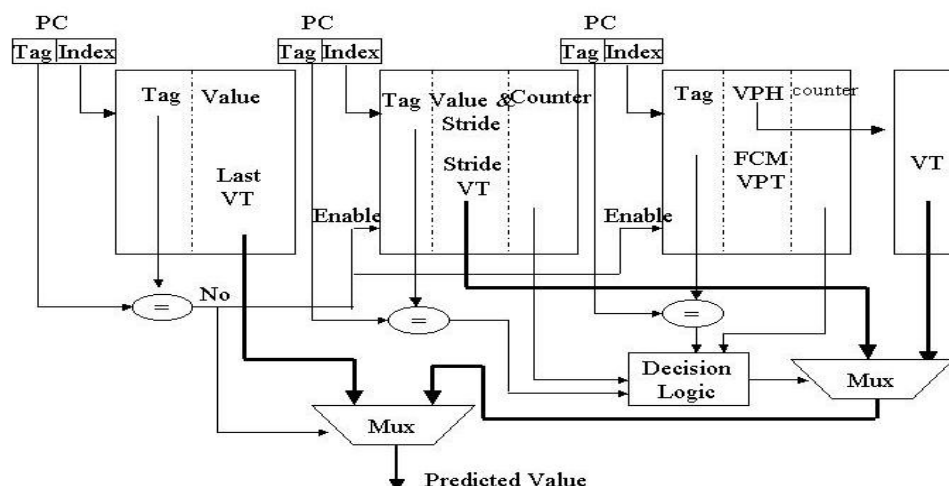 PC
Tag Index
PC
Tag Index
PC
Tag Index
Tag Value
Last
VT
Tag Value & Counter
Stride
Stride
VT
Tag VPH counter
FCM
VPT
VT
Enable
Enable
=
No
=
=
Decision
Logic
Mux
Mux
Predicted Value